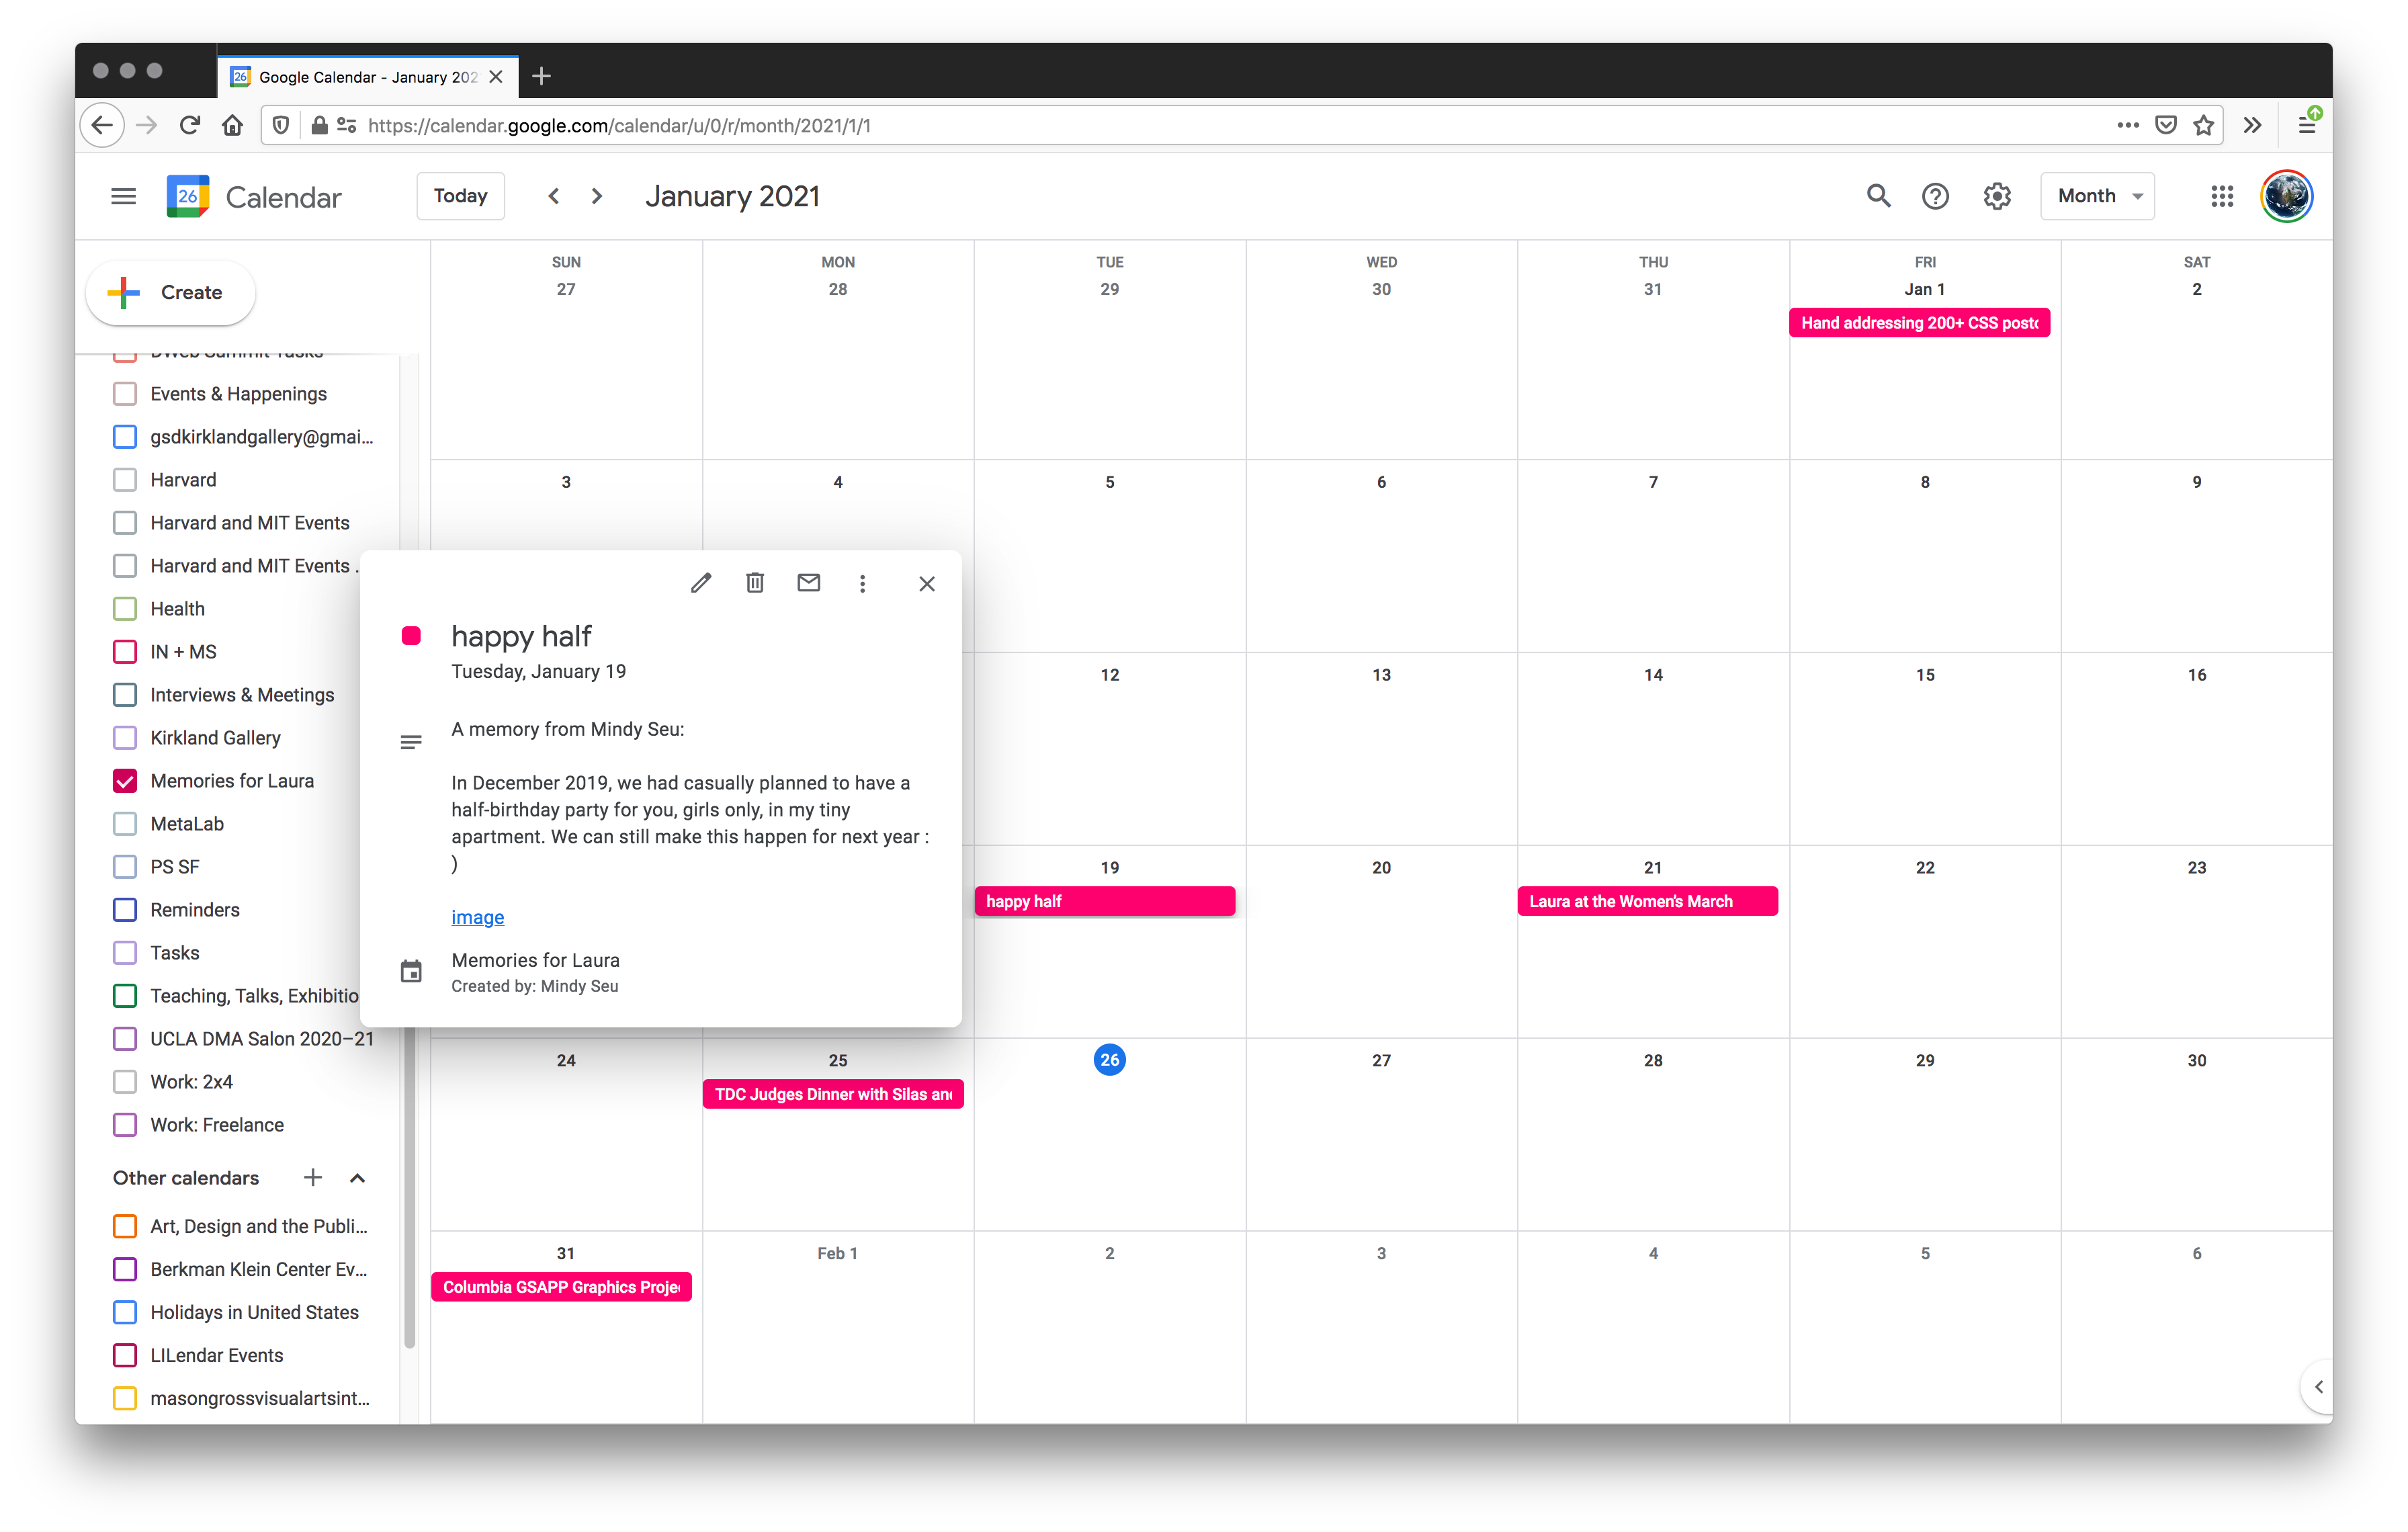 Google Calendar - January 202
https://calendar.google.com/calendar/u/0/r/month/2021/1/1
26
Calendar
Today
January 2021
Month
Create
DWeb Summit Tasks
Events & Happenings
gsdkirklandgallery@gmai...
Harvard
Harvard and MIT Events
Harvard and MIT Events .
Health
IN + MS
Interviews & Meetings
Kirkland Gallery
Memories for Laura
MetaLab
PS SF
Reminders
Tasks
Teaching, Talks, Exhibitio
UCLA DMA Salon 2020–21
Work: 2x4
Work: Freelance
Other calendars
Art, Design and the Publi...
Berkman Klein Center Ev...
Holidays in United States
LILendar Events
masongrossvisualartsint...
SUN MON TUE WED THU FRI SAT
27 28 29 30 31 Jan 1 2
Hand addressing 200+ CSS postc
3 4 5 6 7 8 9
happy half
Tuesday, January 19
A memory from Mindy Seu:
In December 2019, we had casually planned to have a
half-birthday party for you, girls only, in my tiny
apartment. We can still make this happen for next year :
)
image
Memories for Laura
Created by: Mindy Seu
12 13 14 15 16
19 20 21 22 23
happy half
Laura at the Women's March
24 25 26 27 28 29 30
TDC Judges Dinner with Silas and
31 Feb 1 2 3 4 5 6
Columbia GSAPP Graphics Projec